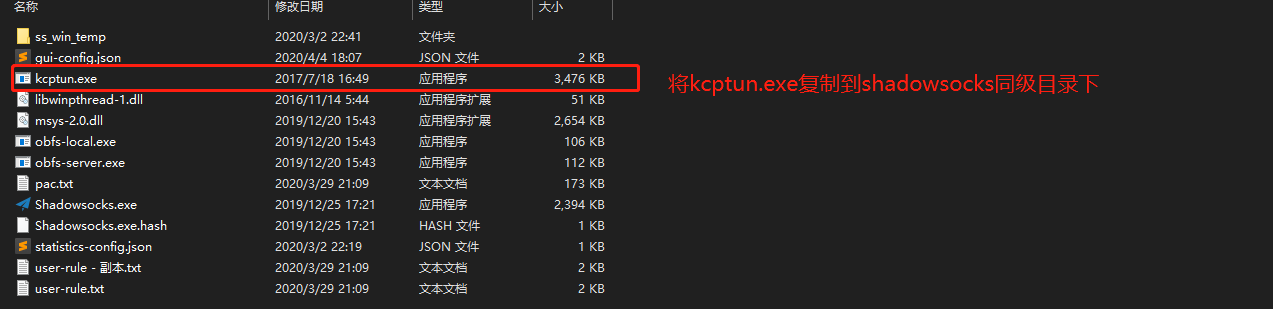 名称 修改日期 类型 大小
ss_win_temp 2020/3/2 22:41 文件夹
gui-config.json 2020/4/4 18:07 JSON 文件 2 KB
kcptun.exe 2017/7/18 16:49 应用程序 3,476 KB 将kcptun.exe复制到shadowsocks同级目录下
libwinpthread-1.dll 2016/11/14 5:44 应用程序扩展 51 KB
msys-2.0.dll 2019/12/20 15:43 应用程序扩展 2,654 KB
obfs-local.exe 2019/12/20 15:43 应用程序 106 KB
obfs-server.exe 2019/12/20 15:43 应用程序 112 KB
pac.txt 2020/3/29 21:09 文本文档 173 KB
Shadowsocks.exe 2019/12/25 17:21 应用程序 2,394 KB
Shadowsocks.exe.hash 2019/12/25 17:21 HASH 文件 1 KB
statistics-config.json 2020/3/2 22:19 JSON 文件 1 KB
user-rule - 副本.txt 2020/3/29 21:09 文本文档 2 KB
user-rule.txt 2020/3/29 21:09 文本文档 2 KB